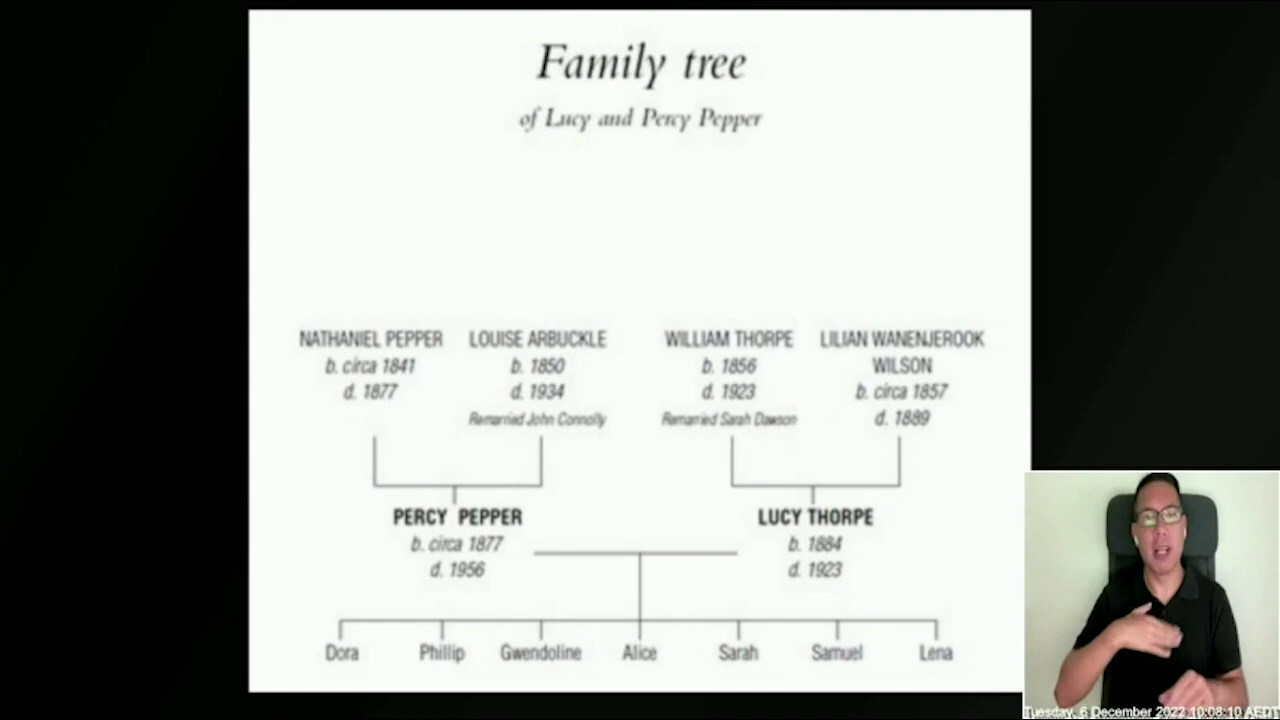 Family tree
of Lucy and Percy Pepper
NATHANIEL PEPPER
b. circa 1841
d. 1877
LOUISE ARBUCKLE
b. 1850
d. 1934
Remarried John Connolly
WILLIAM THORPE
b. 1856
d. 1923
Remarried Sarah Dawson
LILIAN WANENJEROOK
WILSON
b. circa 1857
d. 1889
PERCY PEPPER
b. circa 1877
d. 1956
LUCY THORPE
b. 1884
d. 1923
Dora Phillip Gwendoline Alice Sarah Samuel Lena
Tuesday, 6 December 2022 10:08:10 AEDT